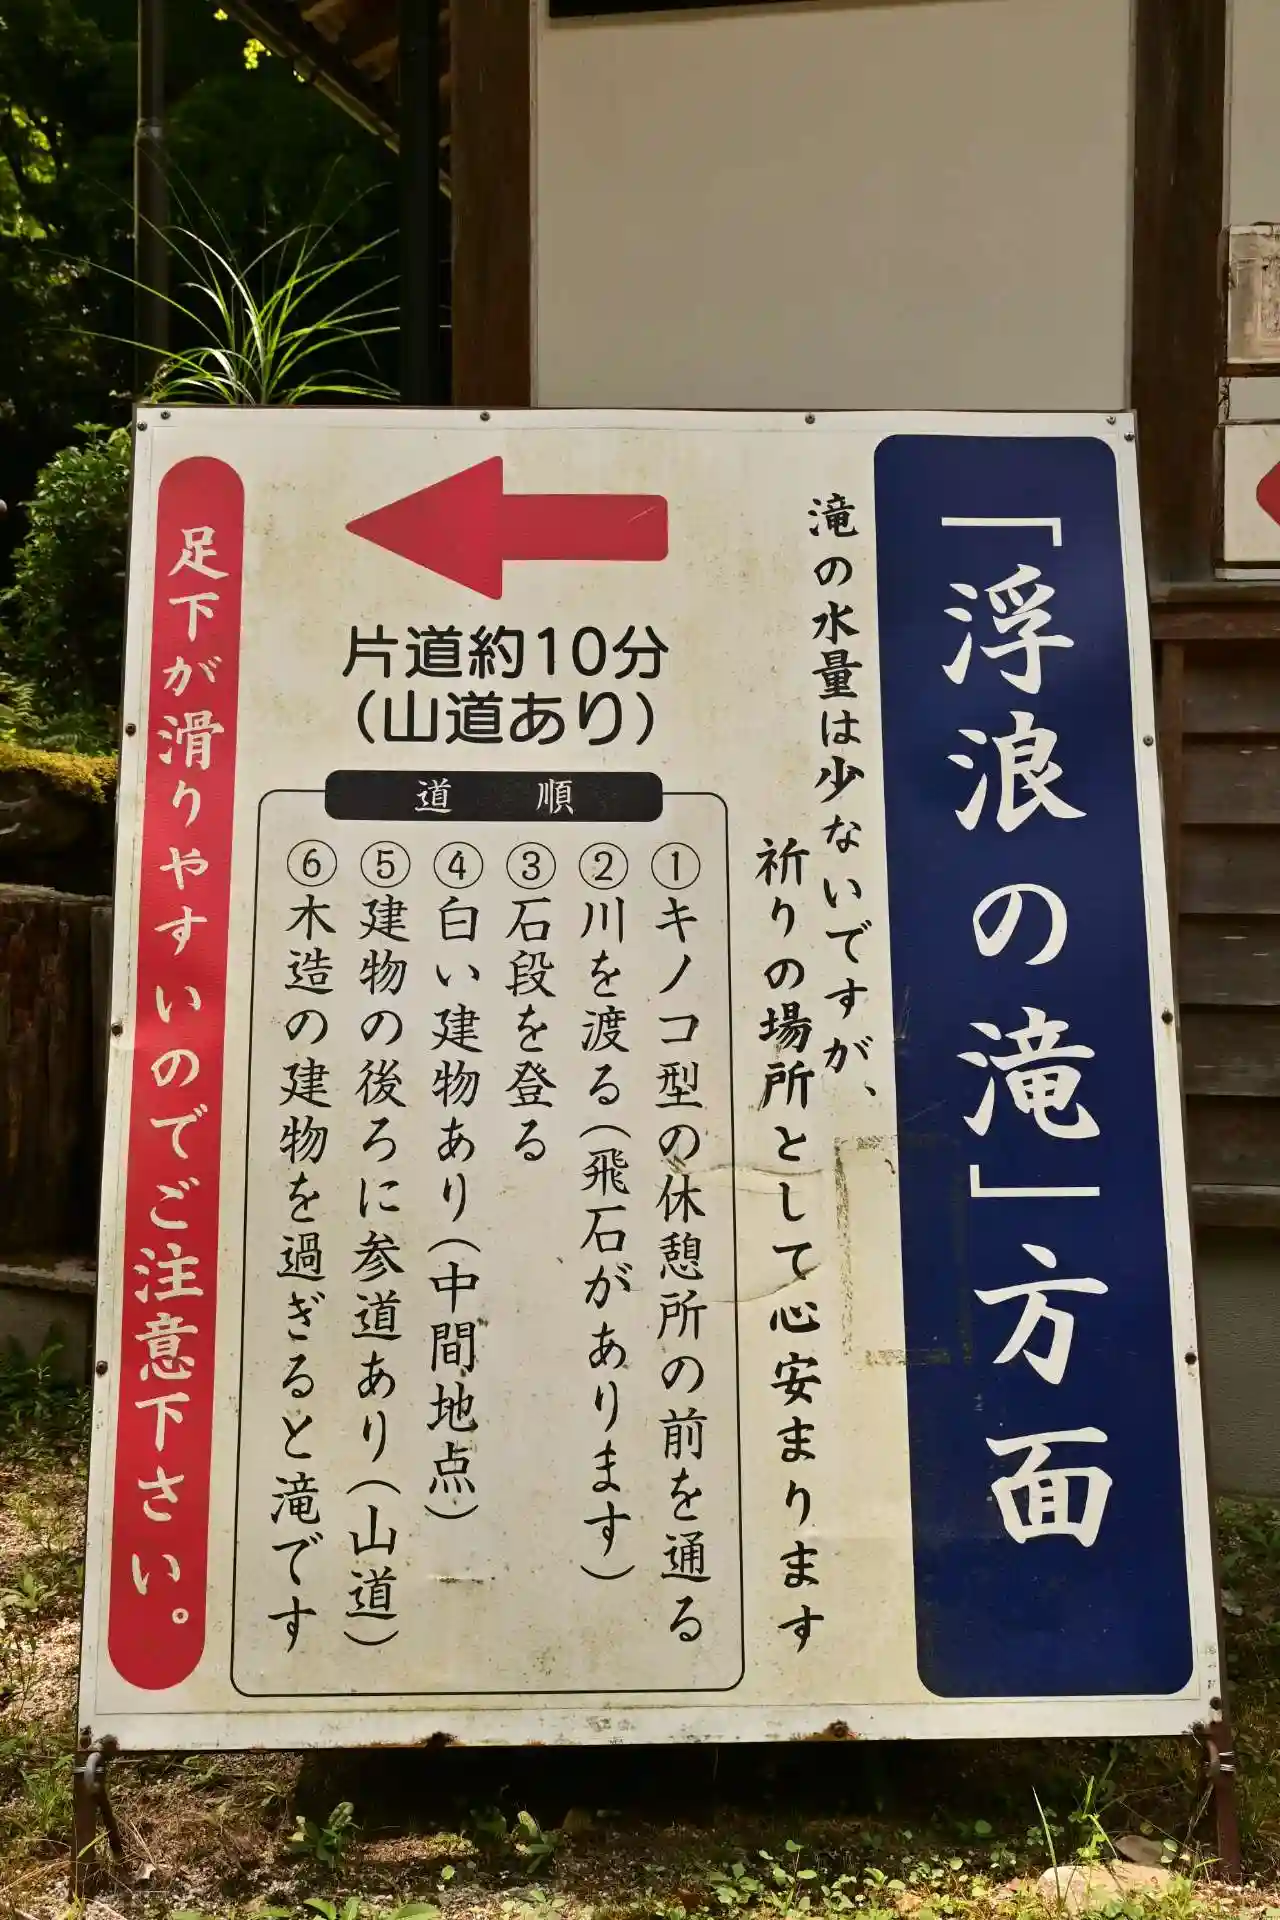 「浮浪の滝」方面
滝の水量は少ないですが、
祈りの場所として心安まります
片道約10分
(山道あり)
道 順
①キノコ型の休憩所の前を通る
②川を渡る(飛石があります)
③石段を登る
④白い建物あり(中間地点)
⑤建物の後ろに参道あり(山道)
⑥木造の建物を過ぎると滝です
足下が滑りやすいのでご注意下さい。